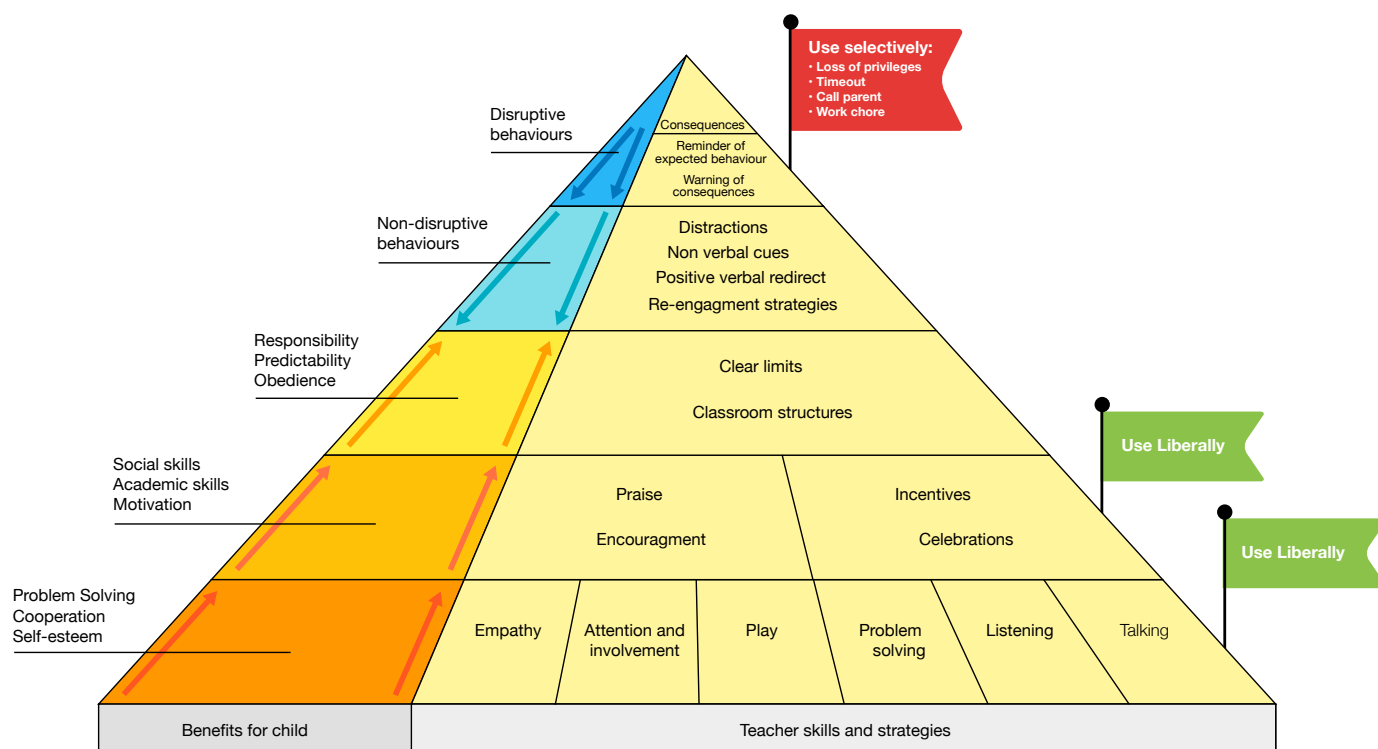 Use selectively:
· Loss of privileges
· Timeout
· Call parent
· Work chore
Disruptive
behaviours
Consequences
Reminder of
expected behaviour
Warning of
consequences
Non-disruptive
behaviours
Distractions
Non verbal cues
Positive verbal redirect
Re-engagment strategies
Responsibility
Predictability
Obedience
Clear limits
Classroom structures
Use Liberally
Social skills
Academic skills
Motivation
Praise
Encouragment
Incentives
Celebrations
Use Liberally
Problem Solving
Cooperation
Self-esteem
Empathy
Attention and
involvement
Play
Problem
solving
Listening
Talking
Benefits for child
Teacher skills and strategies